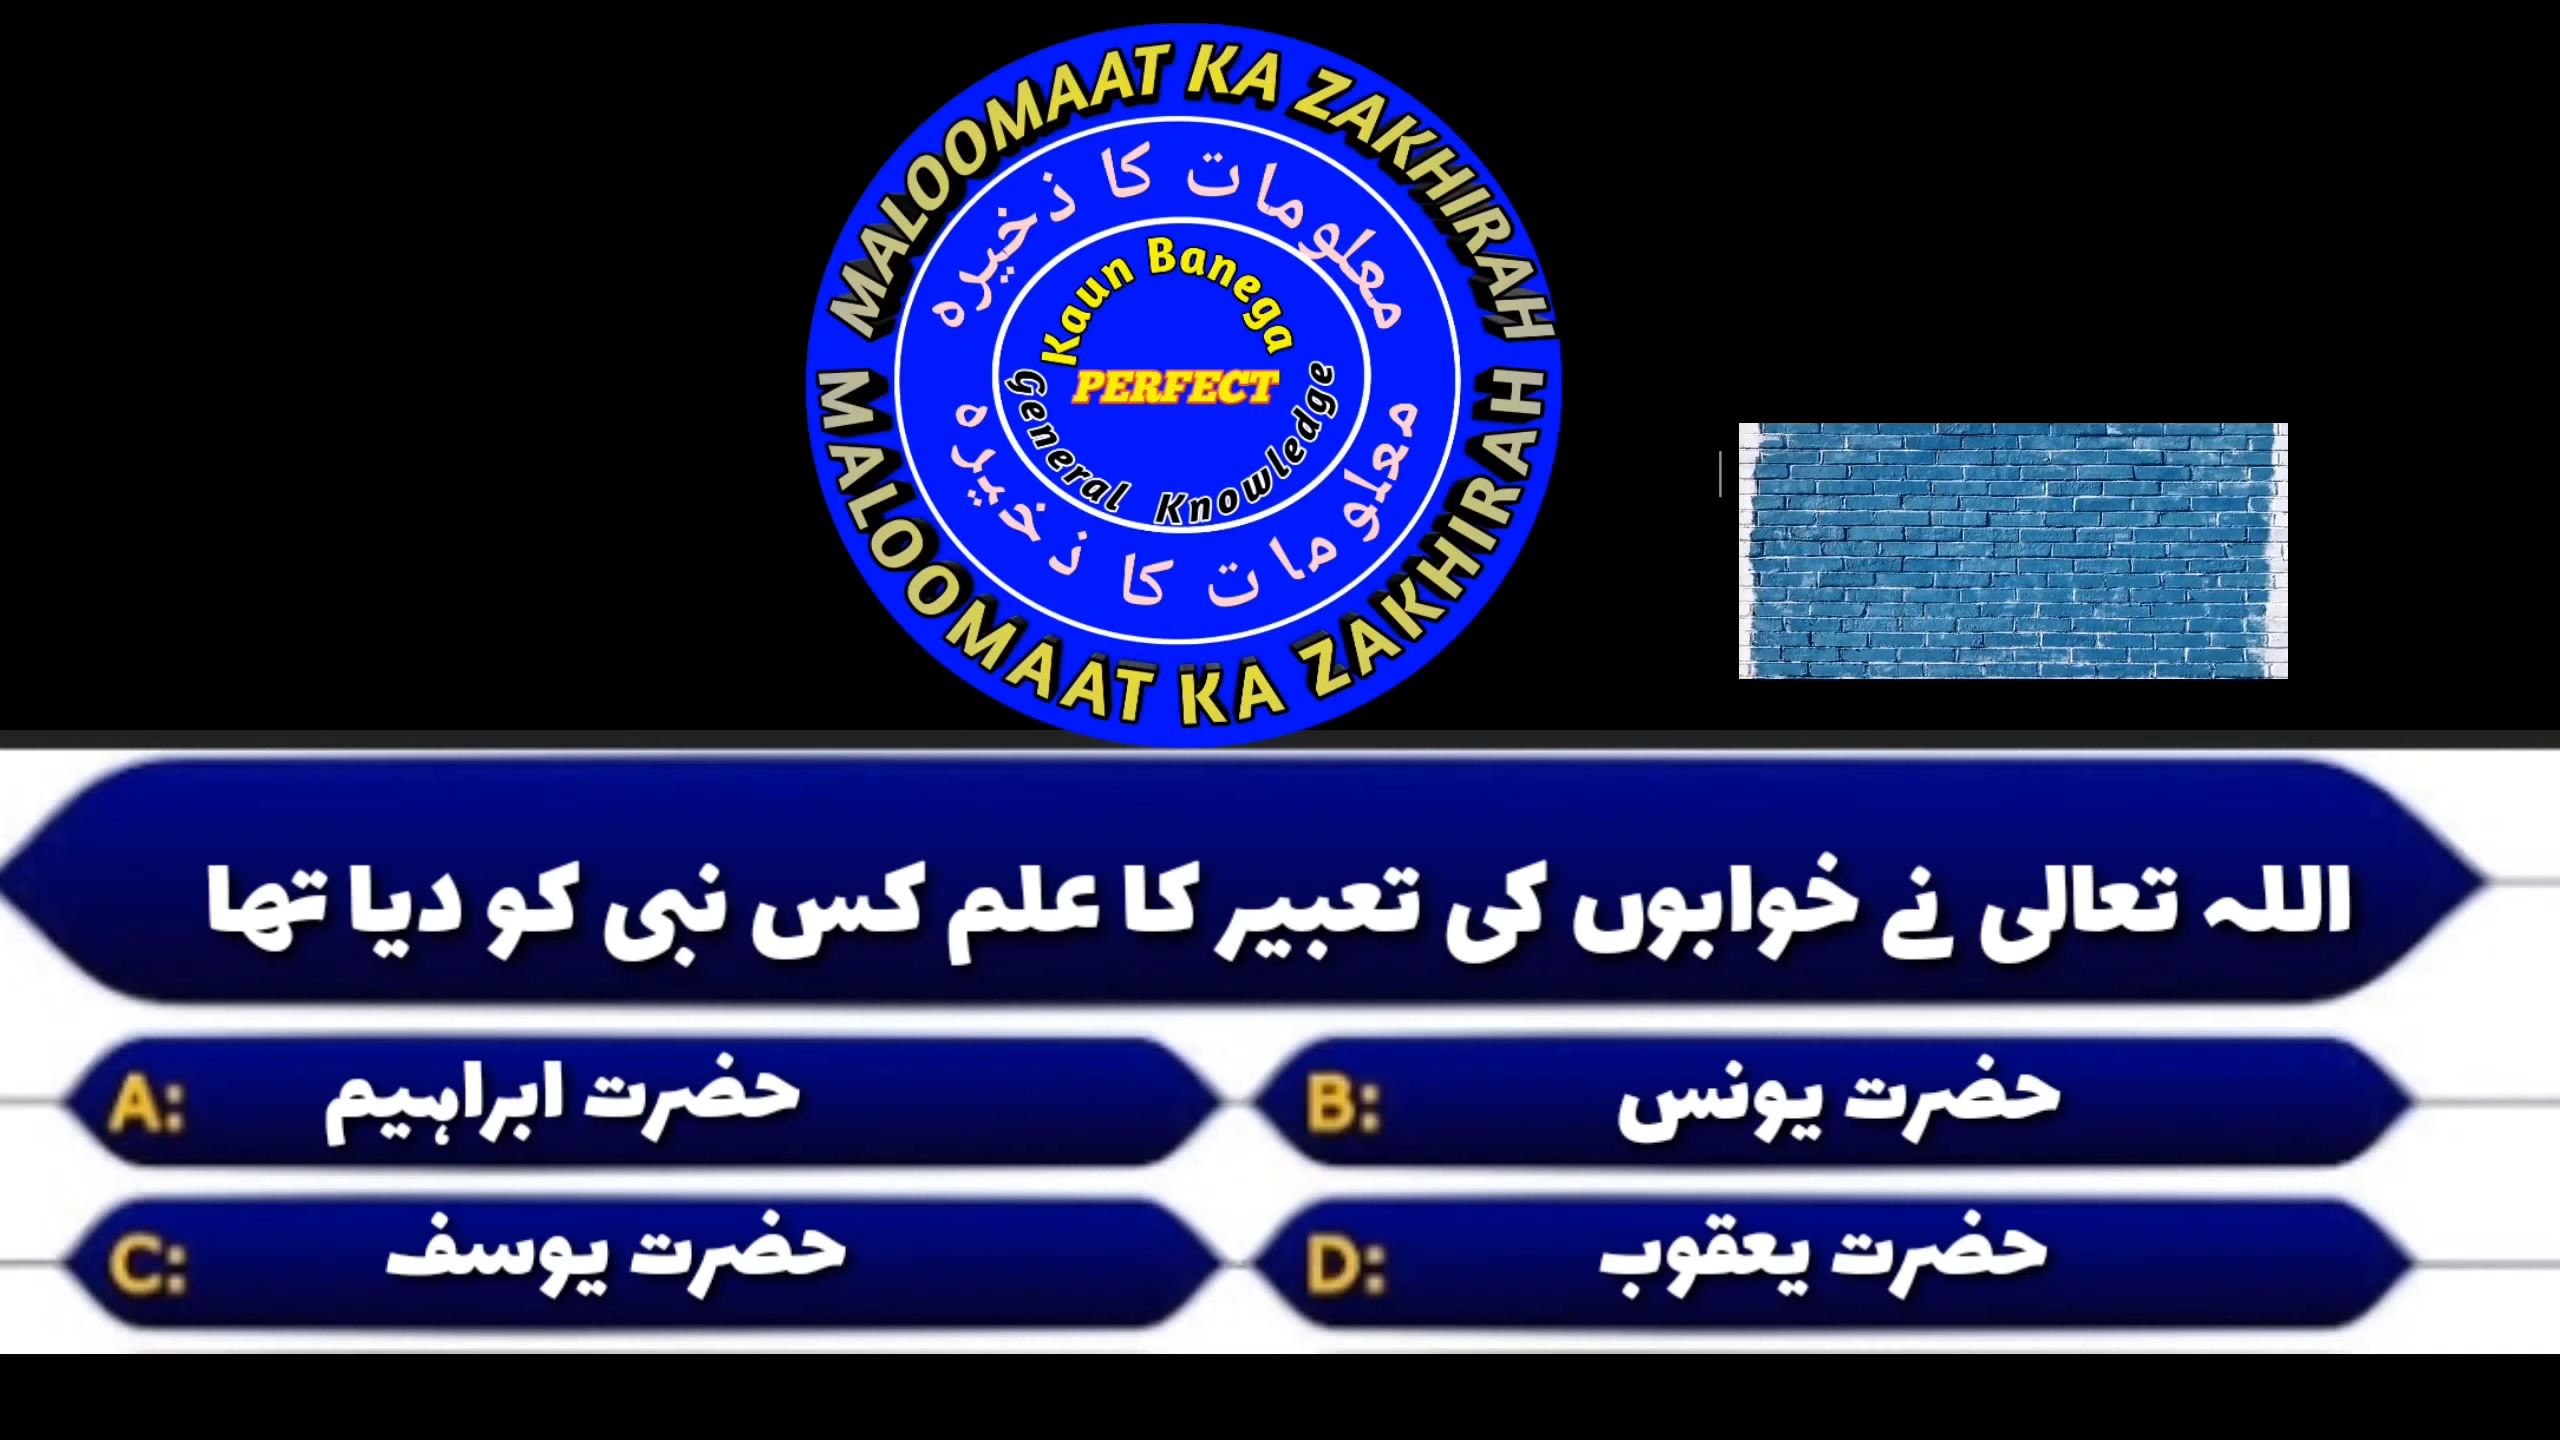 MALOOMAAT KA ZAKHIRAH
معلومات کا ذخیرہ
Kaun Banega
PERFECT
General Knowledge
معلومات کا ذخیرہ
MALOOMAAT KA ZAKHIRAH
اللہ تعالی نے خوابوں کی تعبیر کا علم کس نبی کو دیا تھا
A: حضرت ابراہیم
B: حضرت یونس
C: حضرت یوسف
D: حضرت یعقوب